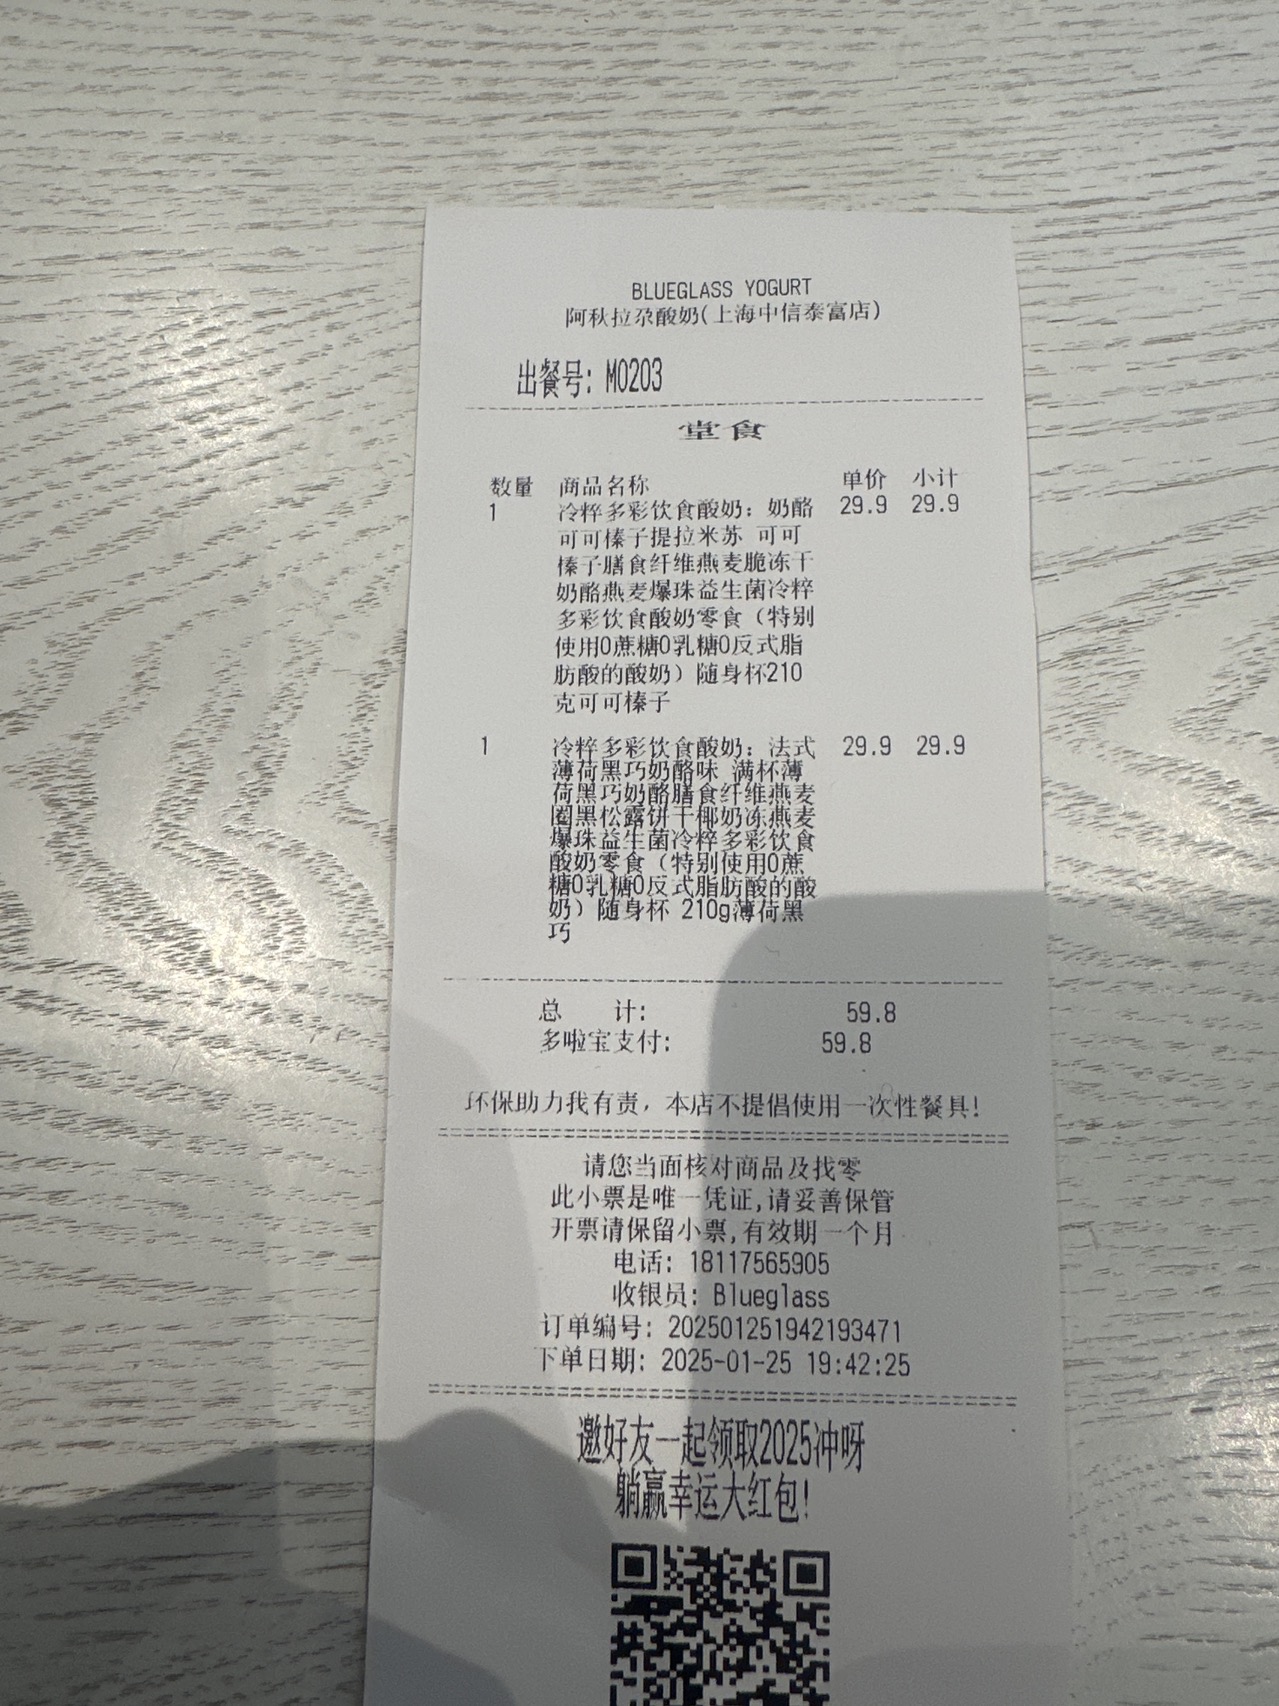 BLUEGLASS YOGURT
阿秋拉尕酸奶(上海中信泰富店)
出餐号: M0203
堂食
数量 商品名称 单价 小计
1 冷粹多彩饮食酸奶: 奶酪 29.9 29.9
可可榛子提拉米苏 可可
榛子膳食纤维燕麦脆冻干
奶酪燕麦爆珠益生菌冷粹
多彩饮食酸奶零食（特别
使用0蔗糖0乳糖0反式脂
肪酸的酸奶）随身杯210
克可可榛子
1 冷粹多彩饮食酸奶: 法式 29.9 29.9
薄荷黑巧奶酪味 满杯薄
荷黑巧奶酪膳食纤维燕麦
圈黑松露饼干椰奶冻燕麦
爆珠益生菌冷粹多彩饮食
酸奶零食（特别使用0蔗
糖0乳糖0反式脂肪酸的酸
奶）随身杯 210g薄荷黑
巧
总 计: 59.8
多啦宝支付: 59.8
环保助力我有责，本店不提倡使用一次性餐具!
请您当面核对商品及找零
此小票是唯一凭证,请妥善保管
开票请保留小票,有效期一个月
电话: 18117565905
收银员: Blueglass
订单编号: 202501251942193471
下单日期: 2025-01-25 19:42:25
邀好友一起领取2025冲呀
躺赢幸运大红包!